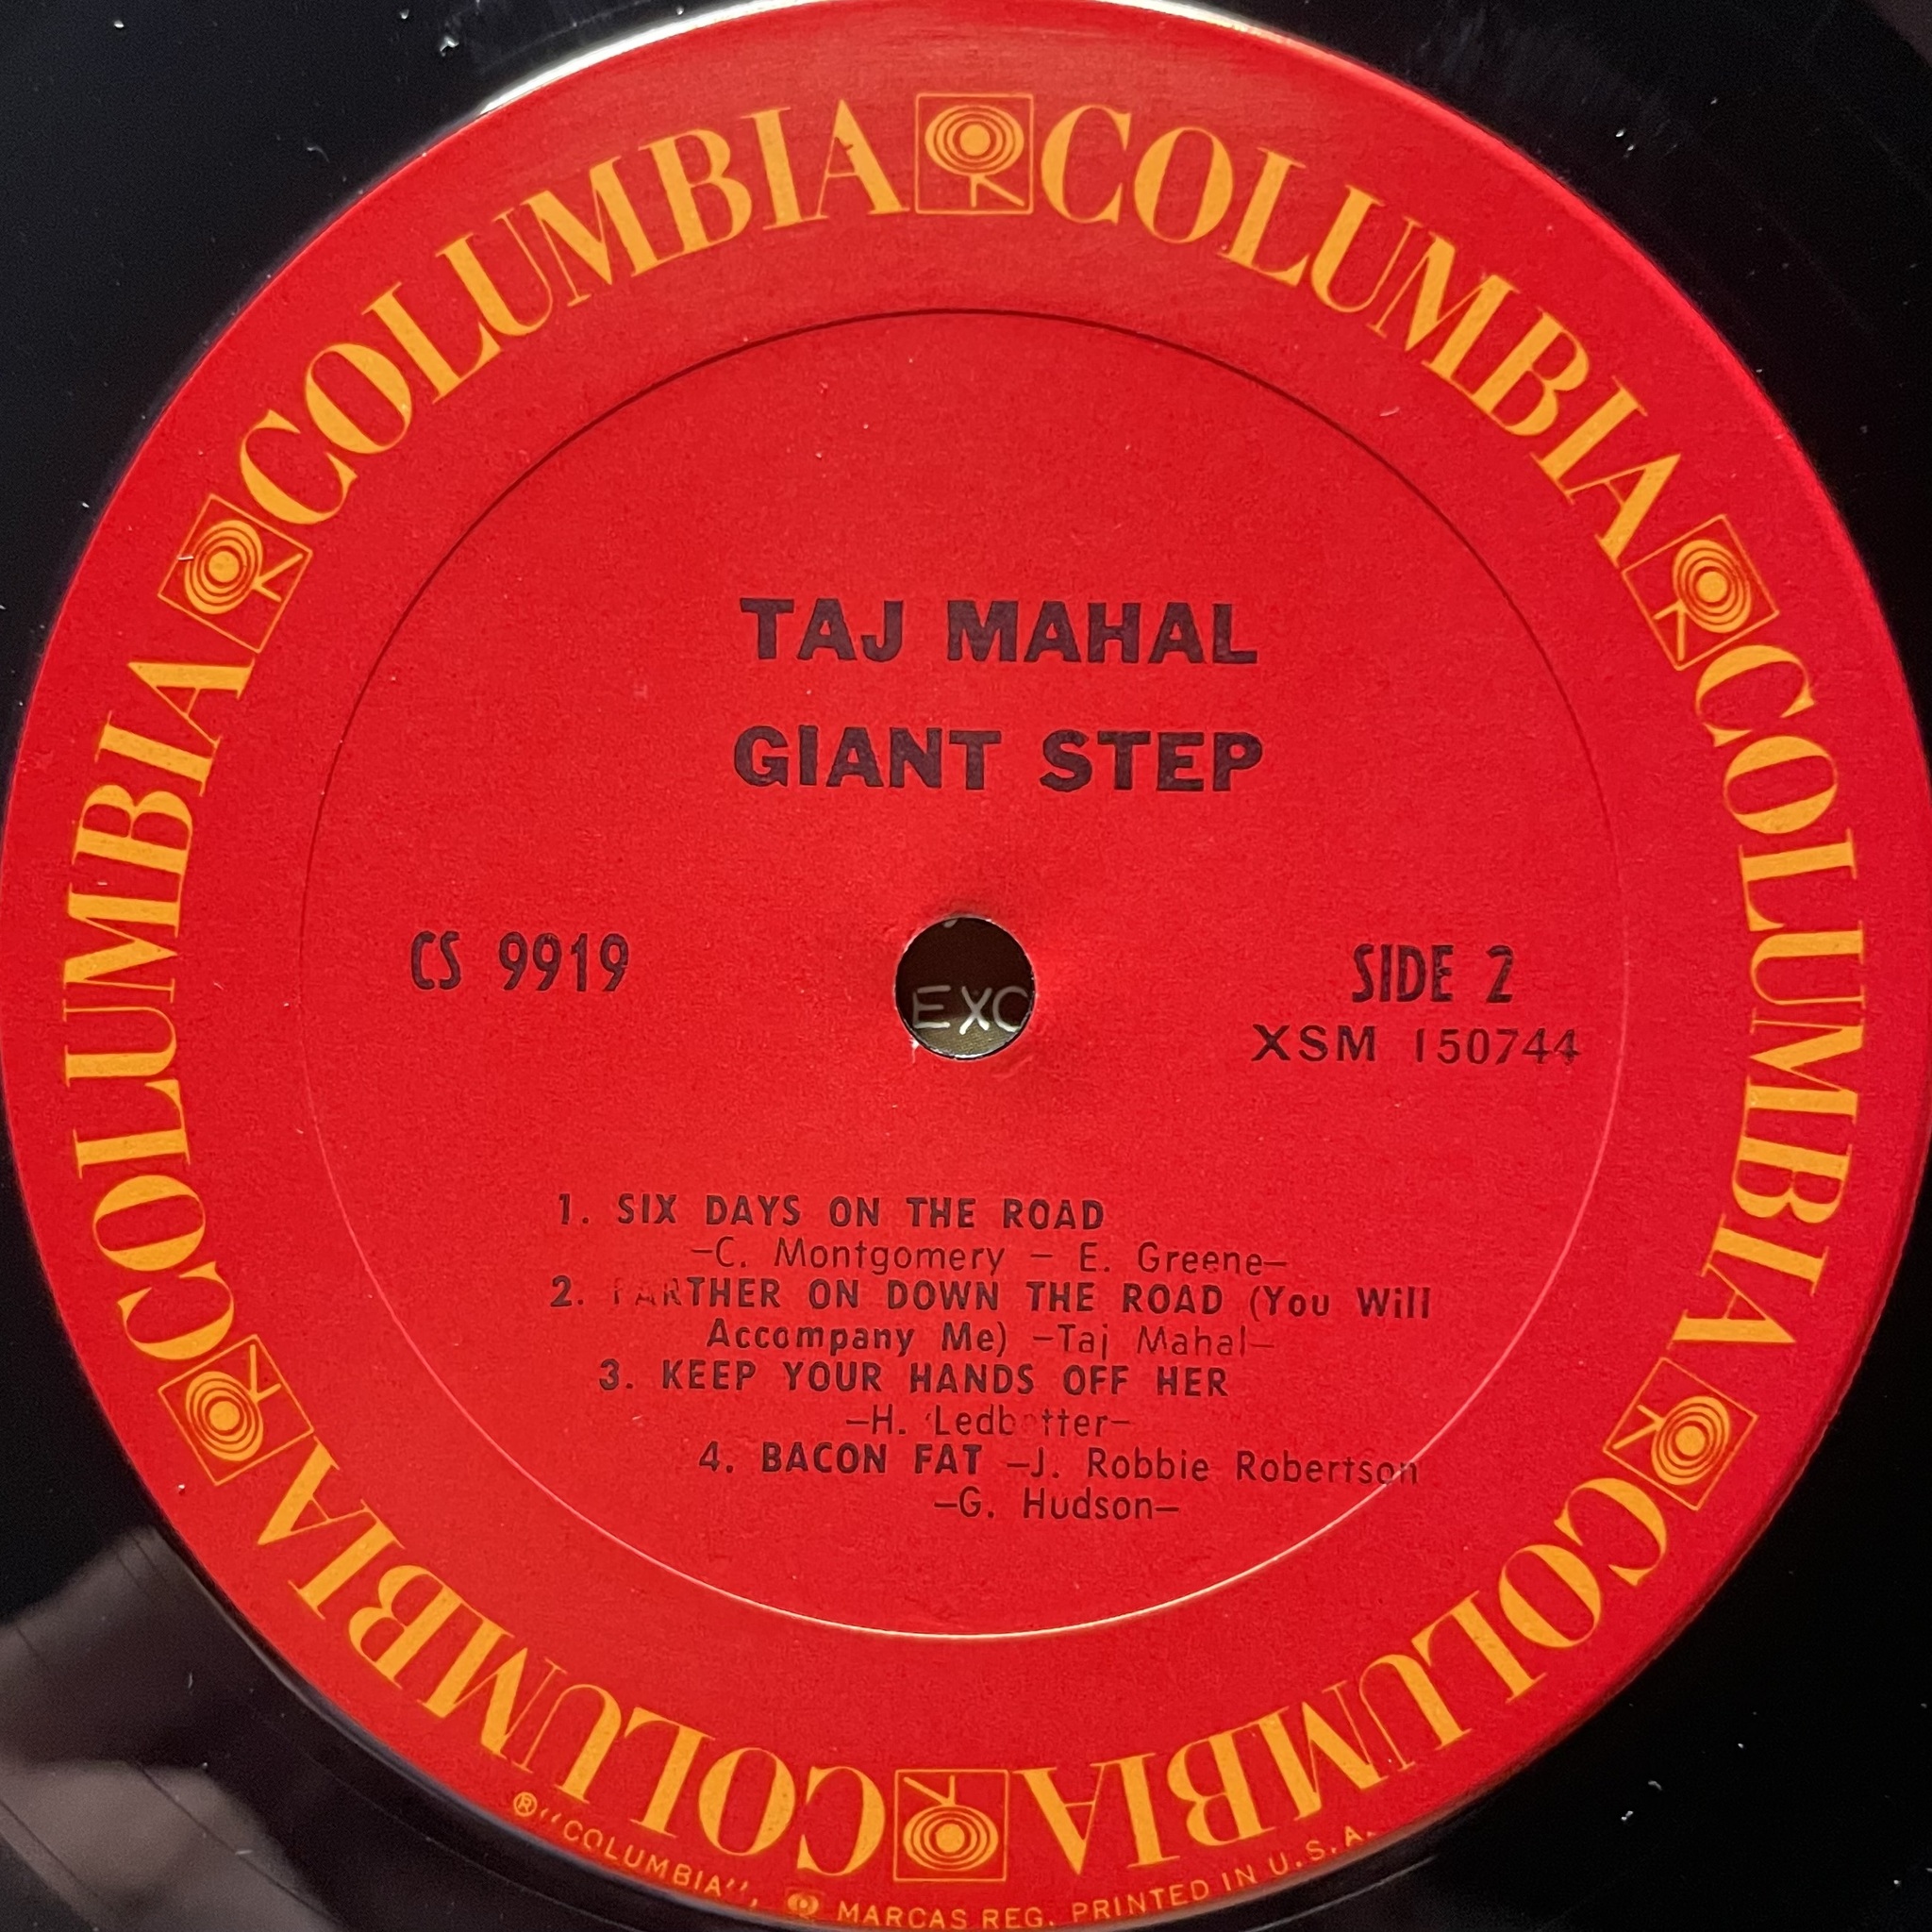 COLUMBIA COLUMBIA COLUMBIA COLUMBIA COLUMBIA COLUMBIA
TAJ MAHAL
GIANT STEP
CS 9919
SIDE 2
XSM 150744
EXC
1. SIX DAYS ON THE ROAD
—C. Montgomery — E. Greene—
2. FARTHER ON DOWN THE ROAD (You Will
Accompany Me) —Taj Mahal—
3. KEEP YOUR HANDS OFF HER
—H. Ledbetter—
4. BACON FAT —J. Robbie Robertson
—G. Hudson—
® "COLUMBIA", MARCAS REG. PRINTED IN U.S.A.